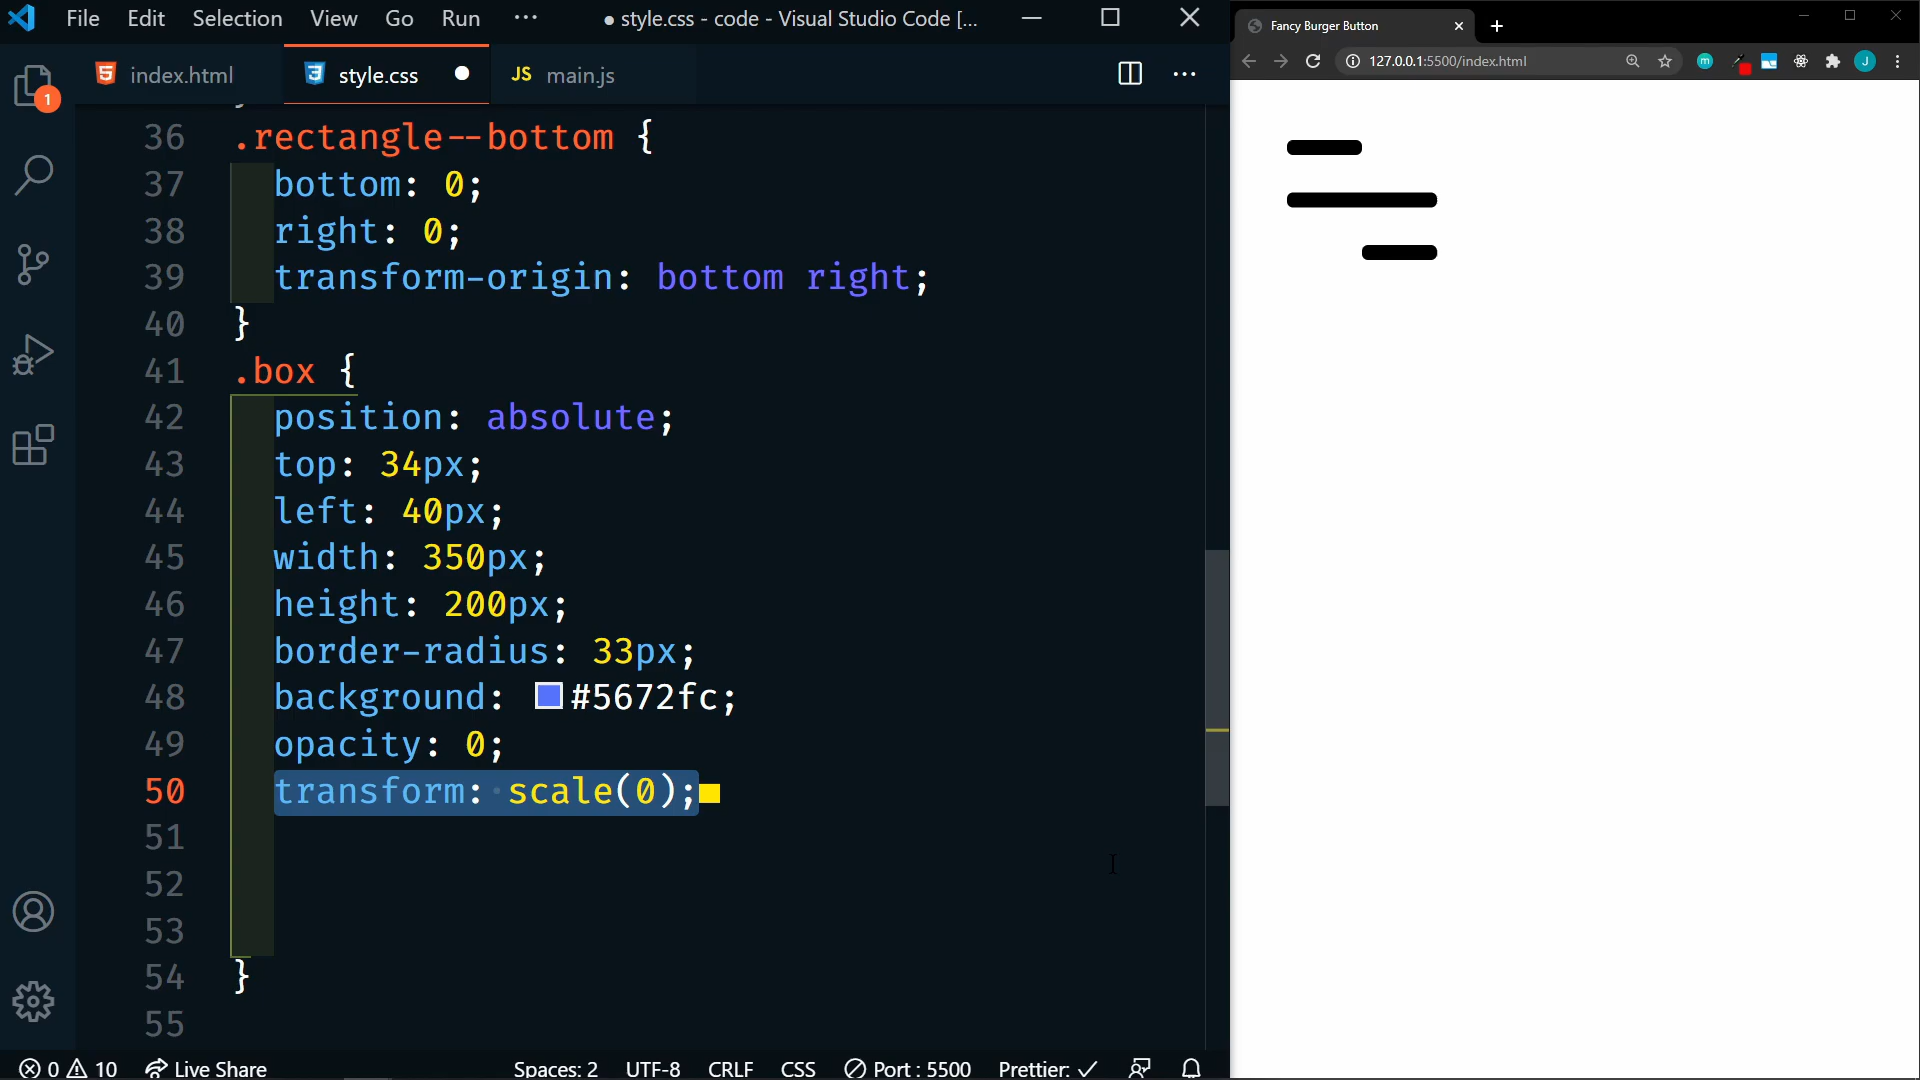 File Edit Selection View Go Run ··· ● style.css - code - Visual Studio Code [...
Fancy Burger Button
index.html style.css ● JS main.js
127.0.0.1:5500/index.html
m J
1
36 .rectangle--bottom {
37 bottom: 0;
38 right: 0;
39 transform-origin: bottom right;
40 }
41 .box {
42 position: absolute;
43 top: 34px;
44 left: 40px;
45 width: 350px;
46 height: 200px;
47 border-radius: 33px;
48 background: #5672fc;
49 opacity: 0;
50 transform: scale(0);
51
52
53
54 }
55
0 10 Live Share Spaces: 2 UTF-8 CRLF CSS Port : 5500 Prettier: ✓